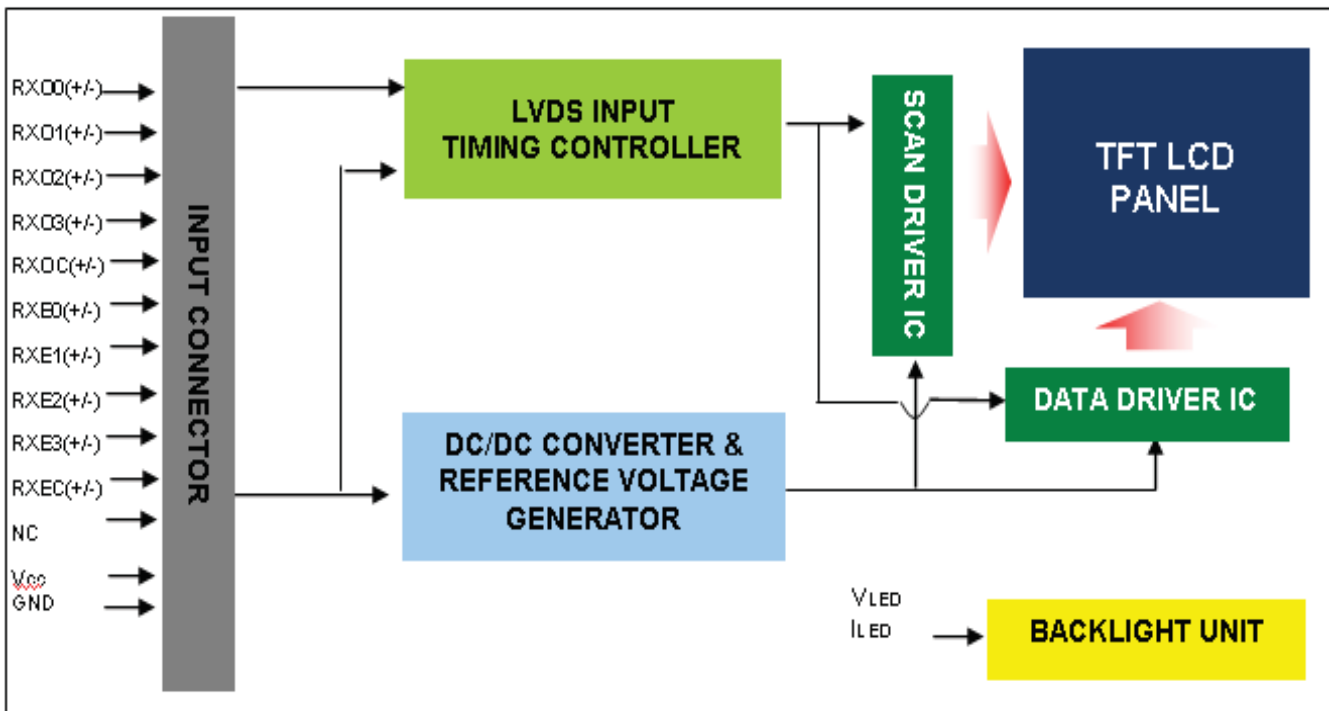 RXO0(+/-)
RXO1(+/-)
RXO2(+/-)
RXO3(+/-)
RXOC(+/-)
RXE0(+/-)
RXE1(+/-)
RXE2(+/-)
RXE3(+/-)
RXEC(+/-)
NC
Vcc
GND
INPUT CONNECTOR
LVDS INPUT
TIMING CONTROLLER
DC/DC CONVERTER &
REFERENCE VOLTAGE
GENERATOR
SCAN DRIVER IC
TFT LCD
PANEL
DATA DRIVER IC
VLED
ILED
BACKLIGHT UNIT